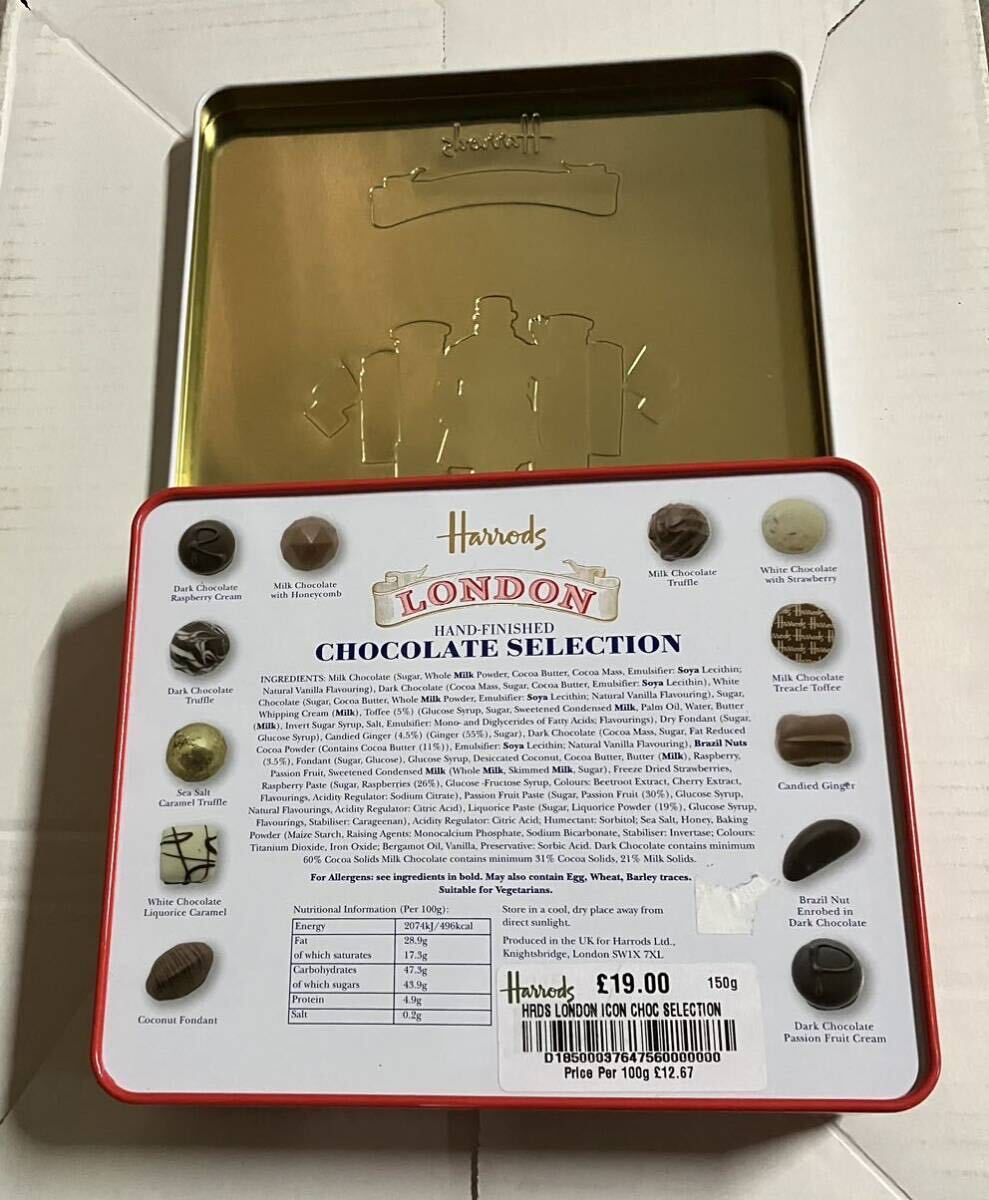 Harrods
Harrods
LONDON
HAND-FINISHED
CHOCOLATE SELECTION
Dark Chocolate
Raspberry Cream
Milk Chocolate
with Honeycomb
Milk Chocolate
Truffle
White Chocolate
with Strawberry
Dark Chocolate
Truffle
Milk Chocolate
Treacle Toffee
Sea Salt
Caramel Truffle
Candied Ginger
White Chocolate
Liquorice Caramel
Brazil Nut
Enrobed in
Dark Chocolate
Coconut Fondant
Dark Chocolate
Passion Fruit Cream
INGREDIENTS: Milk Chocolate (Sugar, Whole Milk Powder, Cocoa Butter, Cocoa Mass, Emulsifier: Soya Lecithin;
Natural Vanilla Flavouring), Dark Chocolate (Cocoa Mass, Sugar, Cocoa Butter, Emulsifier: Soya Lecithin), White
Chocolate (Sugar, Cocoa Butter, Whole Milk Powder, Emulsifier: Soya Lecithin; Natural Vanilla Flavouring), Sugar,
Whipping Cream (Milk), Toffee (5%) (Glucose Syrup, Sugar, Sweetened Condensed Milk, Palm Oil, Water, Butter
(Milk), Invert Sugar Syrup, Salt, Emulsifier: Mono- and Diglycerides of Fatty Acids; Flavourings), Dry Fondant (Sugar,
Glucose Syrup), Candied Ginger (4.5%) (Ginger (55%), Sugar), Dark Chocolate (Cocoa Mass, Sugar, Fat Reduced
Cocoa Powder (Contains Cocoa Butter (11%)), Emulsifier: Soya Lecithin; Natural Vanilla Flavouring), Brazil Nuts
(3.5%), Fondant (Sugar, Glucose), Glucose Syrup, Desiccated Coconut, Cocoa Butter, Butter (Milk), Raspberry,
Passion Fruit, Sweetened Condensed Milk (Whole Milk, Skimmed Milk, Sugar), Freeze Dried Strawberries,
Raspberry Paste (Sugar, Raspberries (26%), Glucose -Fructose Syrup, Colours: Beetroot Extract, Cherry Extract,
Flavourings, Acidity Regulator: Sodium Citrate), Passion Fruit Paste (Sugar, Passion Fruit (30%), Glucose Syrup,
Natural Flavourings, Acidity Regulator: Citric Acid), Liquorice Paste (Sugar, Liquorice Powder (19%), Glucose Syrup,
Flavourings, Stabiliser: Carageenan), Acidity Regulator: Citric Acid; Humectant: Sorbitol; Sea Salt, Honey, Baking
Powder (Maize Starch, Raising Agents: Monocalcium Phosphate, Sodium Bicarbonate, Stabiliser: Invertase; Colours:
Titanium Dioxide, Iron Oxide; Bergamot Oil, Vanilla, Preservative: Sorbic Acid. Dark Chocolate contains minimum
60% Cocoa Solids Milk Chocolate contains minimum 31% Cocoa Solids, 21% Milk Solids.
For Allergens: see ingredients in bold. May also contain Egg, Wheat, Barley traces.
Suitable for Vegetarians.
Nutritional Information (Per 100g):
Energy 2074kJ/496kcal
Fat 28.9g
of which saturates 17.3g
Carbohydrates 47.3g
of which sugars 43.9g
Protein 4.9g
Salt 0.2g
Store in a cool, dry place away from
direct sunlight.
Produced in the UK for Harrods Ltd.,
Knightsbridge, London SW1X 7XL
Harrods £19.00 150g
HRDS LONDON ICON CHOC SELECTION
D18500037647560000000
Price Per 100g £12.67